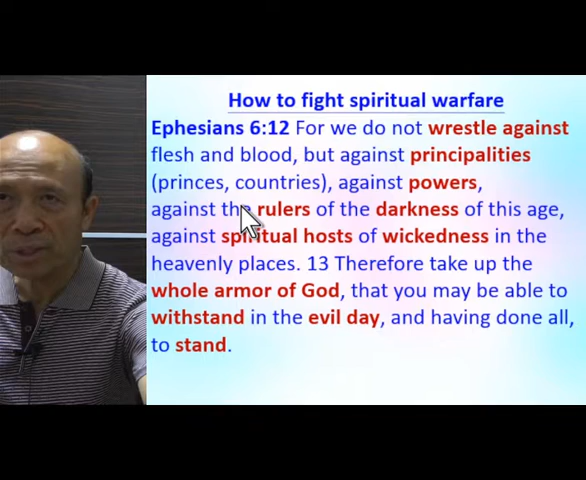 How to fight spiritual warfare
Ephesians 6:12 For we do not wrestle against
flesh and blood, but against principalities
(princes, countries), against powers,
against the rulers of the darkness of this age,
against spiritual hosts of wickedness in the
heavenly places. 13 Therefore take up the
whole armor of God, that you may be able to
withstand in the evil day, and having done all,
to stand.